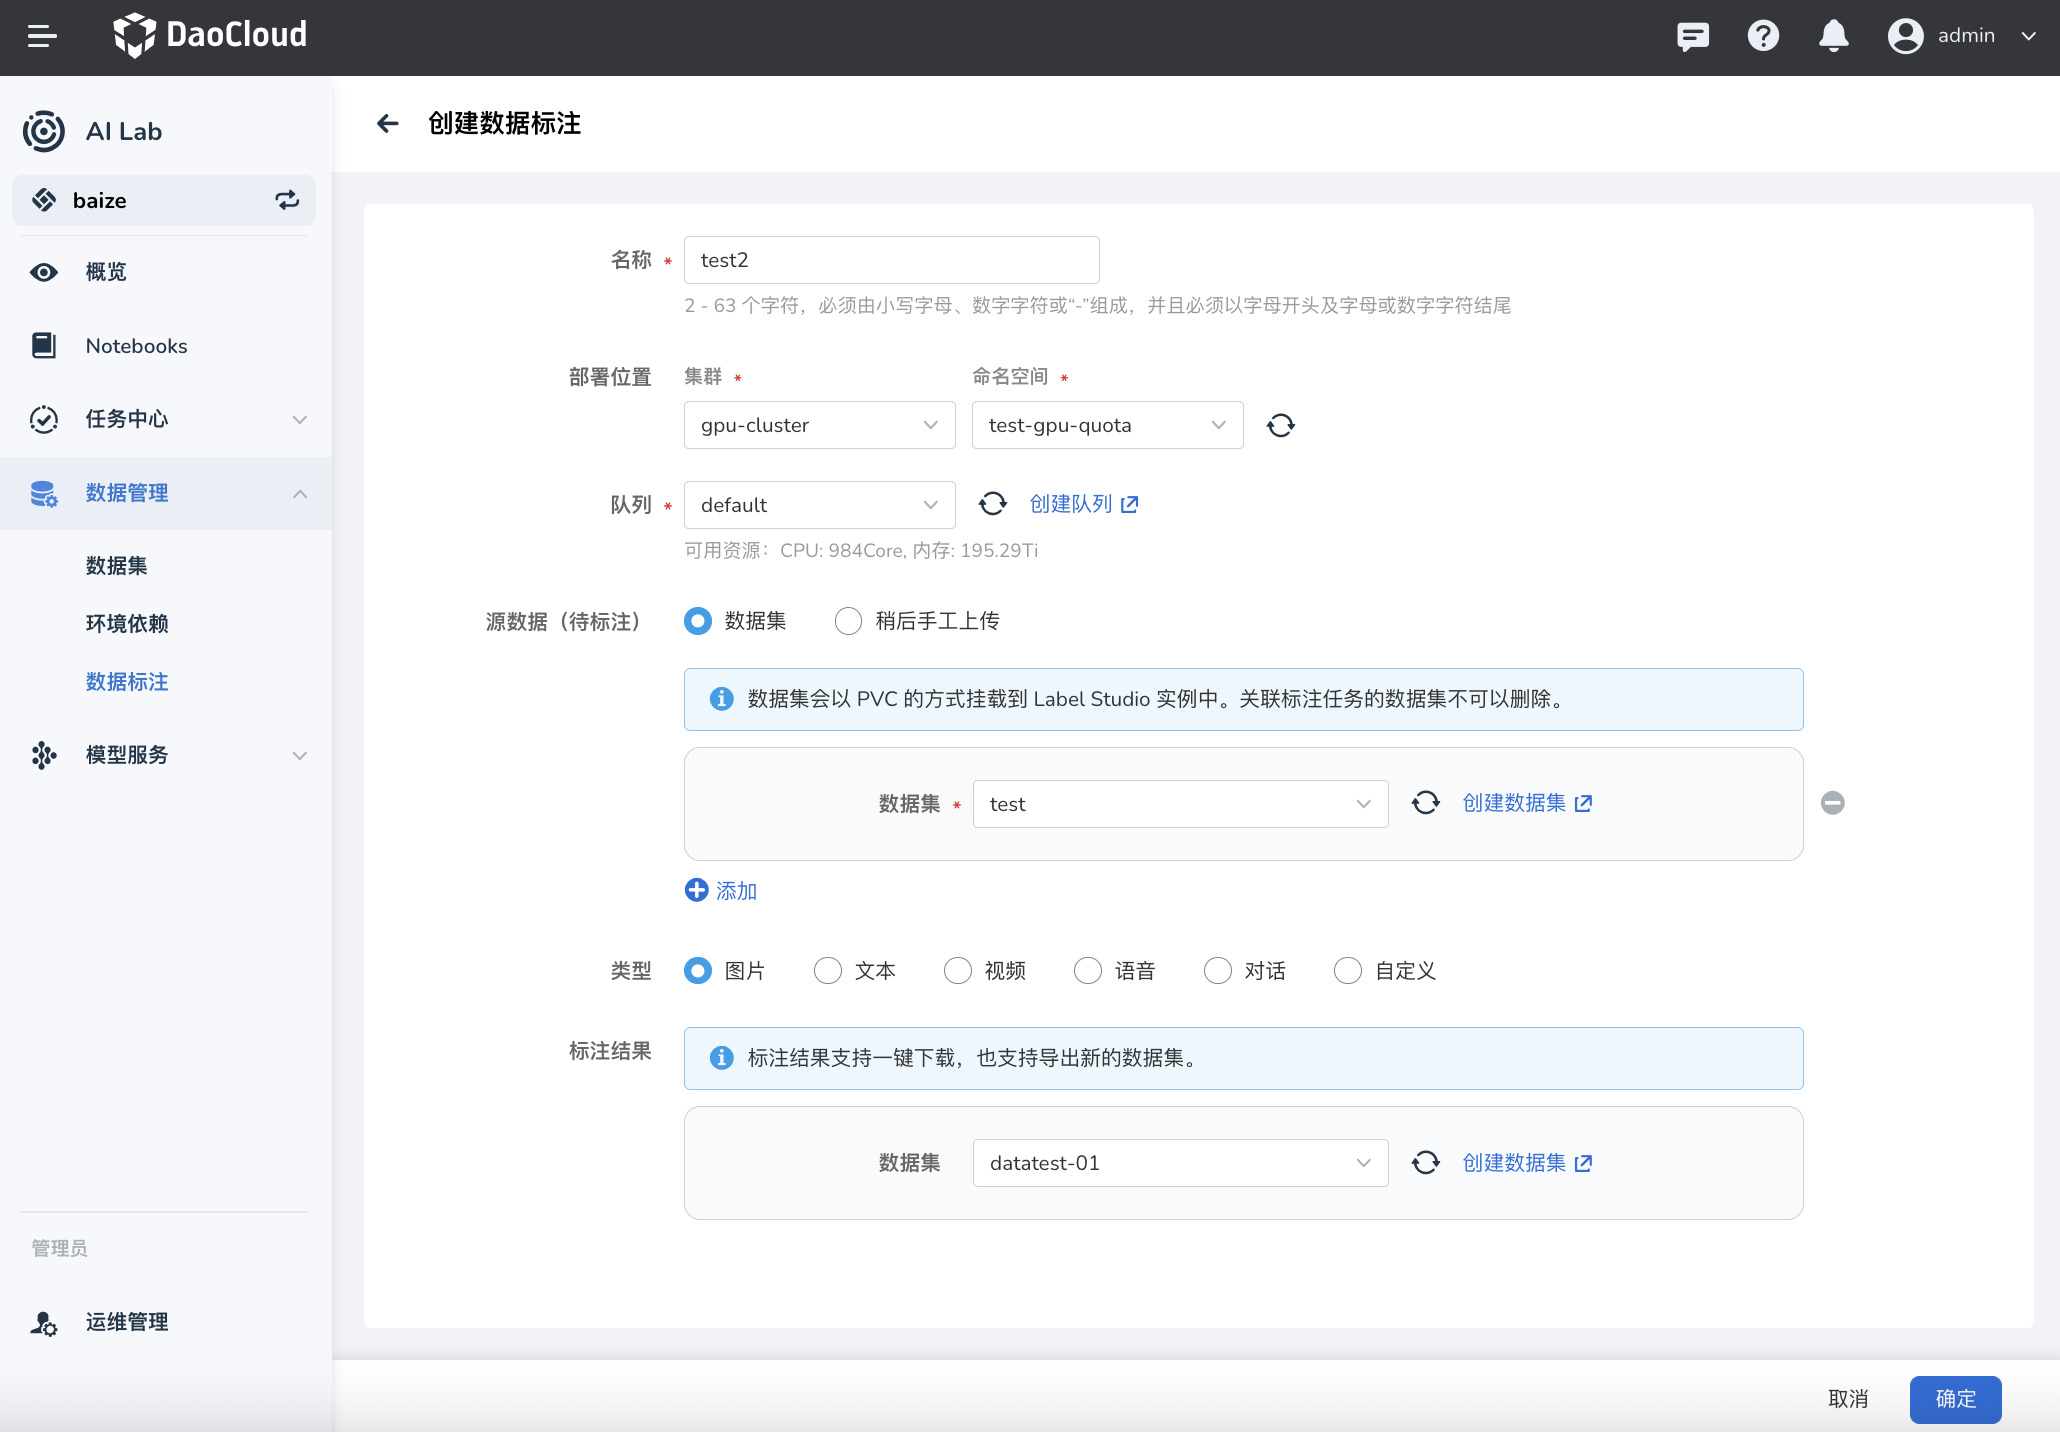 DaoCloud
admin
AI Lab
baize
概览
Notebooks
任务中心
数据管理
数据集
环境依赖
数据标注
模型服务
管理员
运维管理
创建数据标注
名称 * test2
2 - 63 个字符，必须由小写字母、数字字符或“-”组成，并且必须以字母开头及字母或数字字符结尾
部署位置 集群 * 命名空间 *
gpu-cluster test-gpu-quota
队列 * default 创建队列
可用资源：CPU: 984Core, 内存: 195.29Ti
源数据（待标注） 数据集 稍后手工上传
数据集会以 PVC 的方式挂载到 Label Studio 实例中。关联标注任务的数据集不可以删除。
数据集 * test 创建数据集
添加
类型 图片 文本 视频 语音 对话 自定义
标注结果 标注结果支持一键下载，也支持导出新的数据集。
数据集 datatest-01 创建数据集
取消 确定